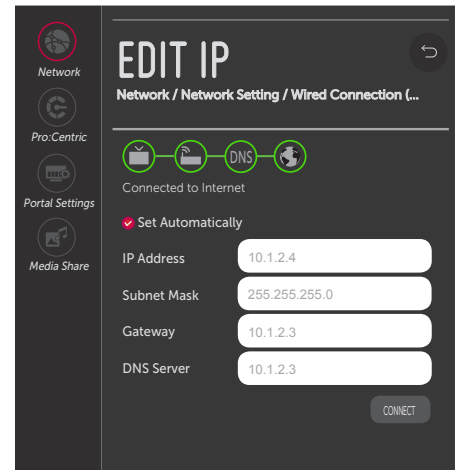 EDIT IP
Network / Network Setting / Wired Connection (...
Network
Pro:Centric
Portal Settings
Media Share
DNS
Connected to Internet
Set Automatically
IP Address 10.1.2.4
Subnet Mask 255.255.255.0
Gateway 10.1.2.3
DNS Server 10.1.2.3
CONNECT